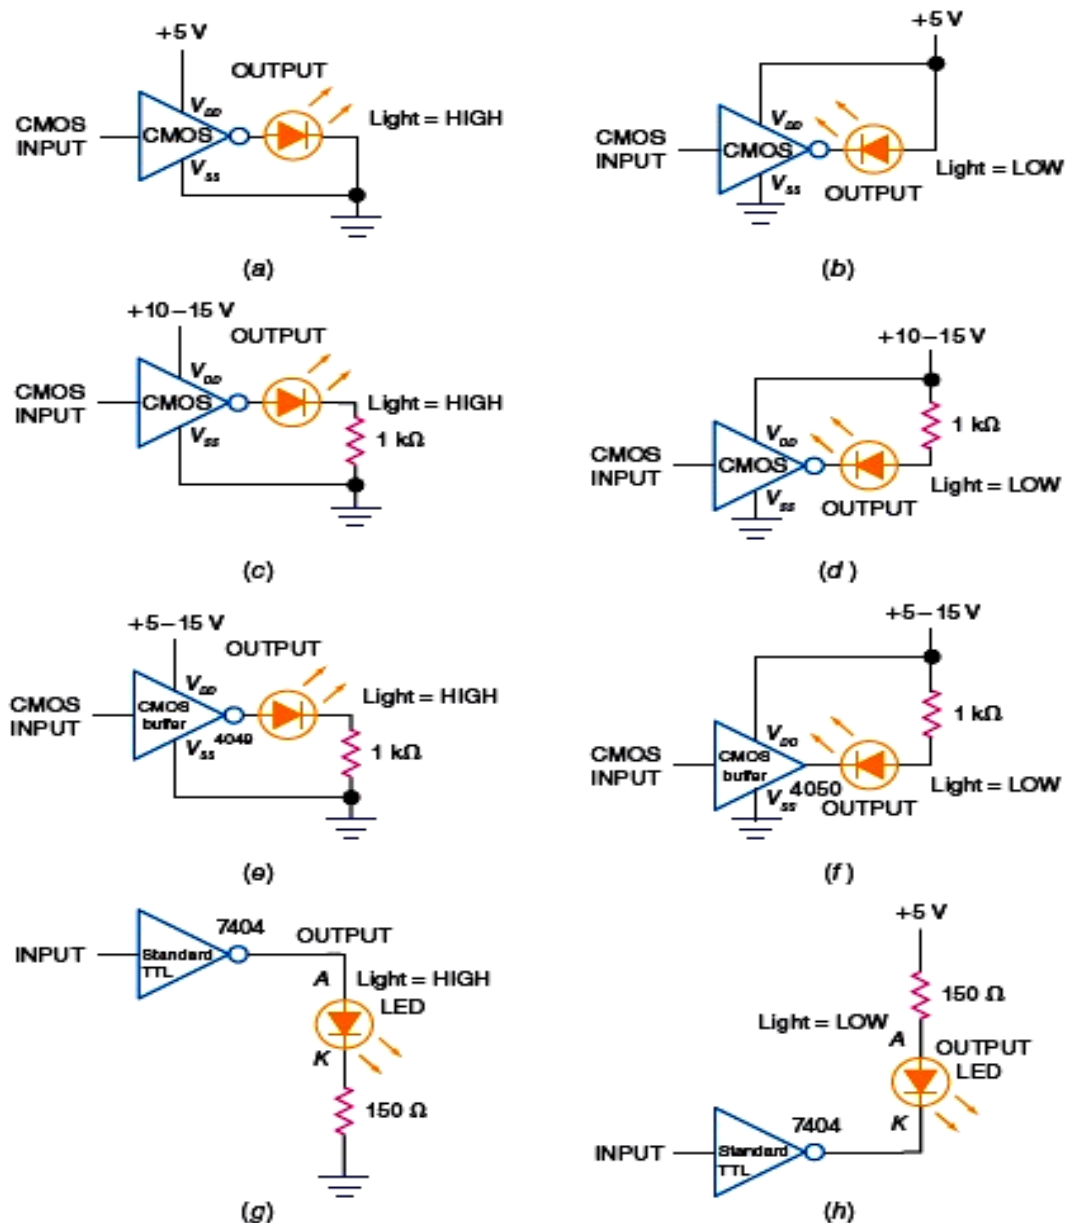 +5 V
OUTPUT
V_DD
CMOS
INPUT
CMOS
V_SS
Light = HIGH
(a)
+5 V
V_DD
CMOS
INPUT
CMOS
V_SS
OUTPUT
Light = LOW
(b)
+10–15 V
OUTPUT
V_DD
CMOS
INPUT
CMOS
V_SS
Light = HIGH
1 kΩ
(c)
+10–15 V
1 kΩ
V_DD
CMOS
INPUT
CMOS
V_SS
OUTPUT
Light = LOW
(d)
+5–15 V
OUTPUT
V_DD
CMOS
INPUT
CMOS
buffer
4049
V_SS
Light = HIGH
1 kΩ
(e)
+5–15 V
1 kΩ
V_DD
CMOS
INPUT
CMOS
buffer
V_SS
4050
OUTPUT
Light = LOW
(f)
7404
OUTPUT
INPUT
Standard
TTL
A
Light = HIGH
LED
K
150 Ω
(g)
+5 V
150 Ω
Light = LOW
A
OUTPUT
LED
K
7404
INPUT
Standard
TTL
(h)